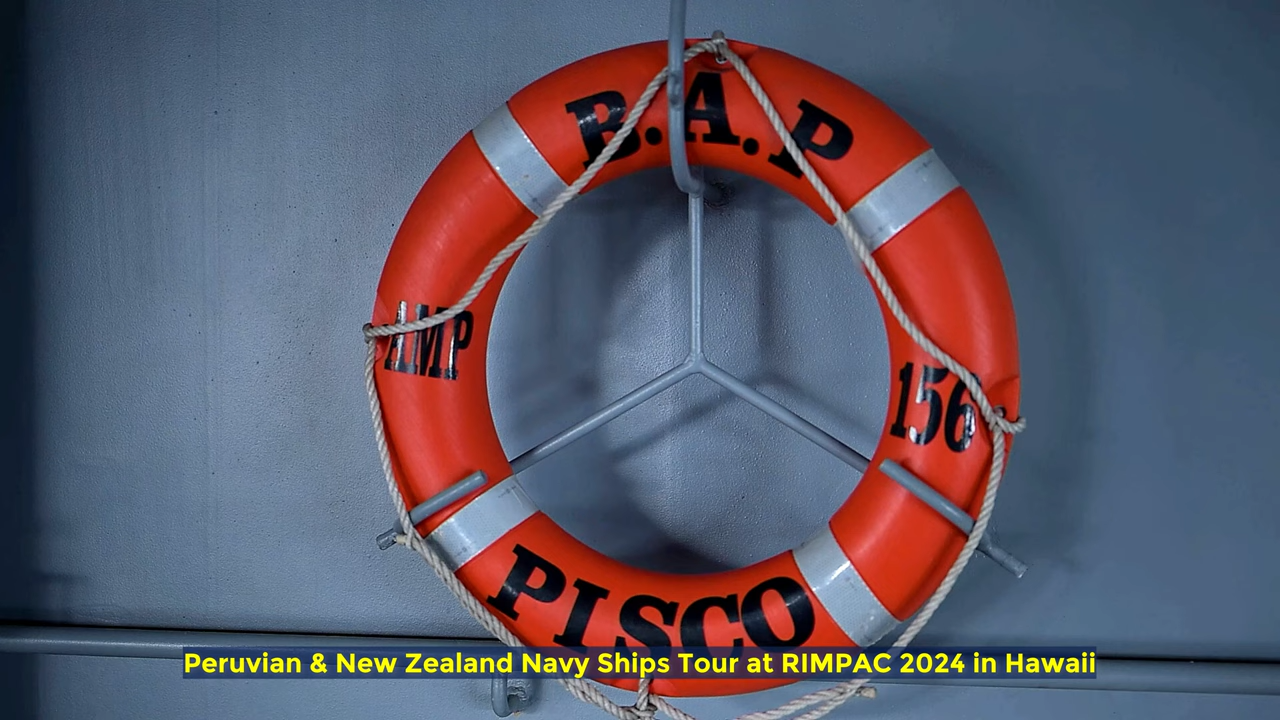 B.A.P
AMP
156
PISCO
Peruvian & New Zealand Navy Ships Tour at RIMPAC 2024 in Hawaii